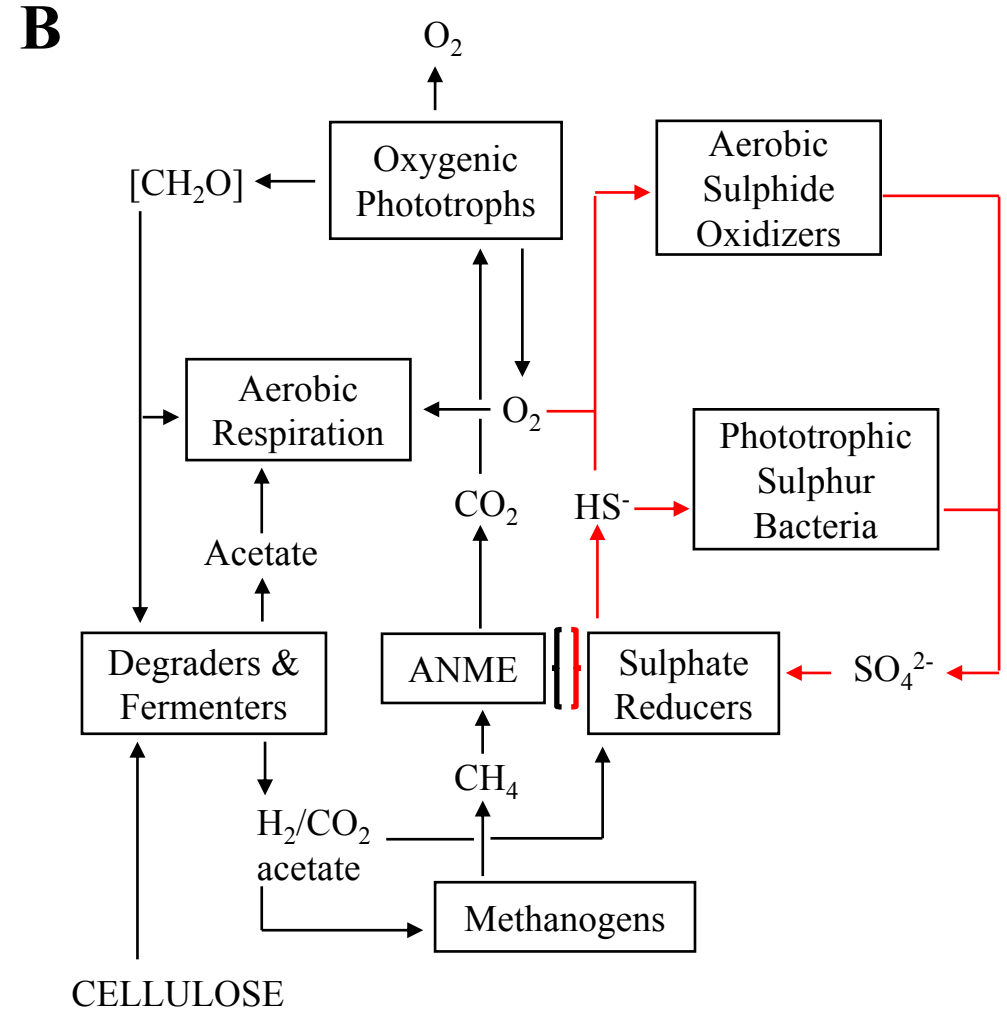 B
O₂
Oxygenic
Phototrophs
Aerobic
Sulphide
Oxidizers
[CH₂O]
Aerobic
Respiration
O₂
Phototrophic
Sulphur
Bacteria
CO₂
HS⁻
Acetate
Degraders &
Fermenters
ANME
Sulphate
Reducers
SO₄²⁻
CH₄
H₂/CO₂
acetate
Methanogens
CELLULOSE